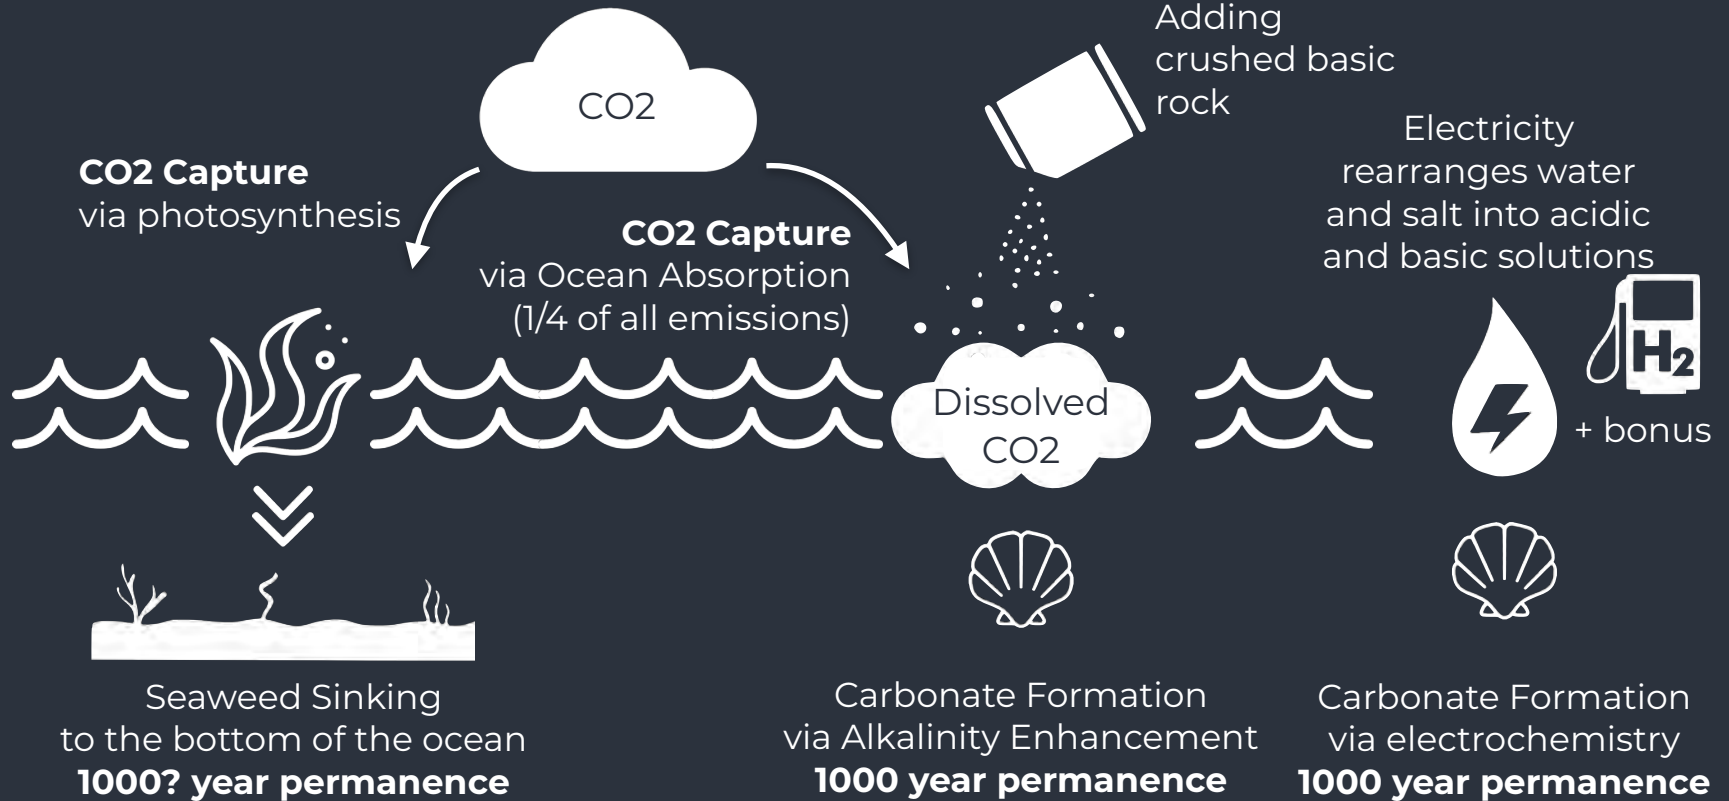 CO2
CO2 Capture
via photosynthesis
CO2 Capture
via Ocean Absorption
(1/4 of all emissions)
Adding
crushed basic
rock
Electricity
rearranges water
and salt into acidic
and basic solutions
H2
+ bonus
Dissolved
CO2
Seaweed Sinking
to the bottom of the ocean
1000? year permanence
Carbonate Formation
via Alkalinity Enhancement
1000 year permanence
Carbonate Formation
via electrochemistry
1000 year permanence